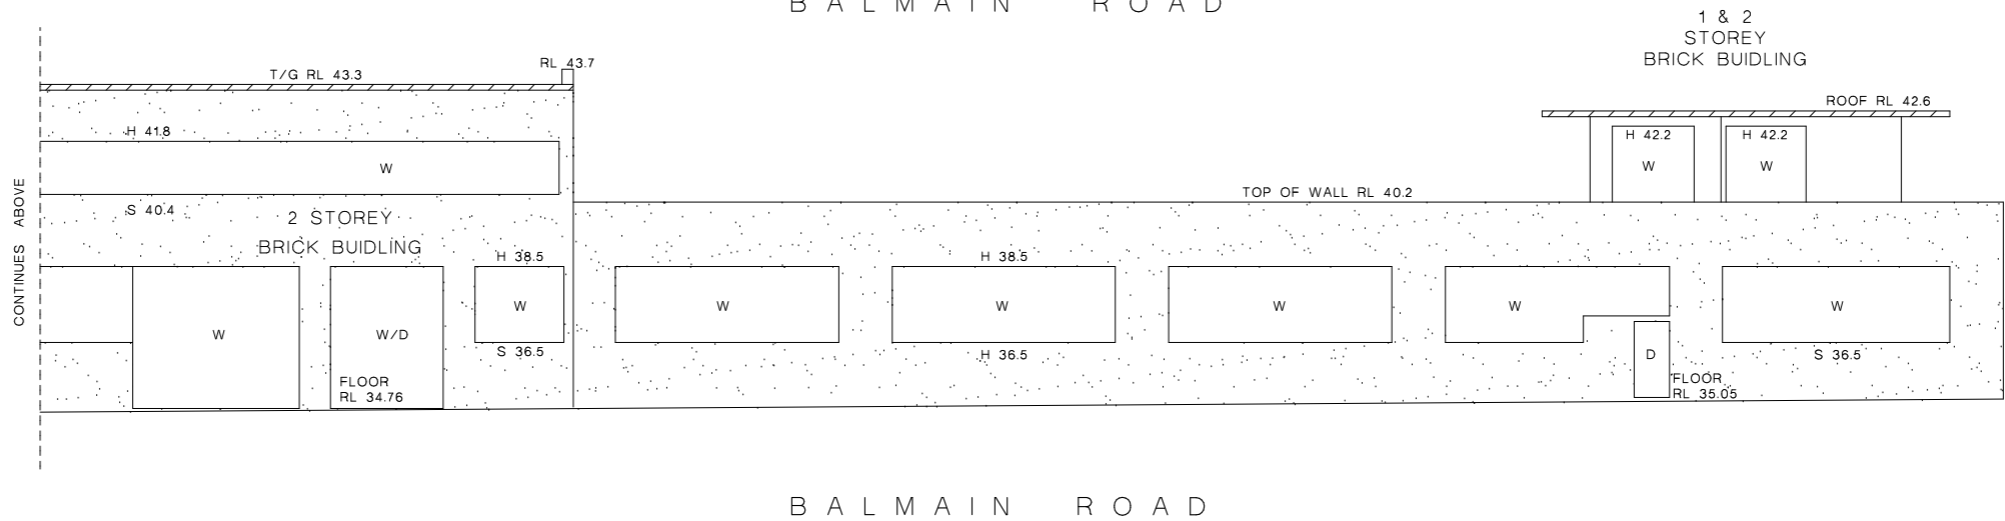 BALMAIN ROAD
1 & 2
STOREY
BRICK BUIDLING
RL 43.7
T/G RL 43.3
ROOF RL 42.6
H 41.8
H 42.2
H 42.2
W
W
W
TOP OF WALL RL 40.2
S 40.4
2 STOREY
BRICK BUIDLING
CONTINUES ABOVE
H 38.5
H 38.5
W
W
W
W
W
W
W
W/D
S 36.5
H 36.5
D
S 36.5
FLOOR
RL 34.76
FLOOR
RL 35.05
BALMAIN ROAD